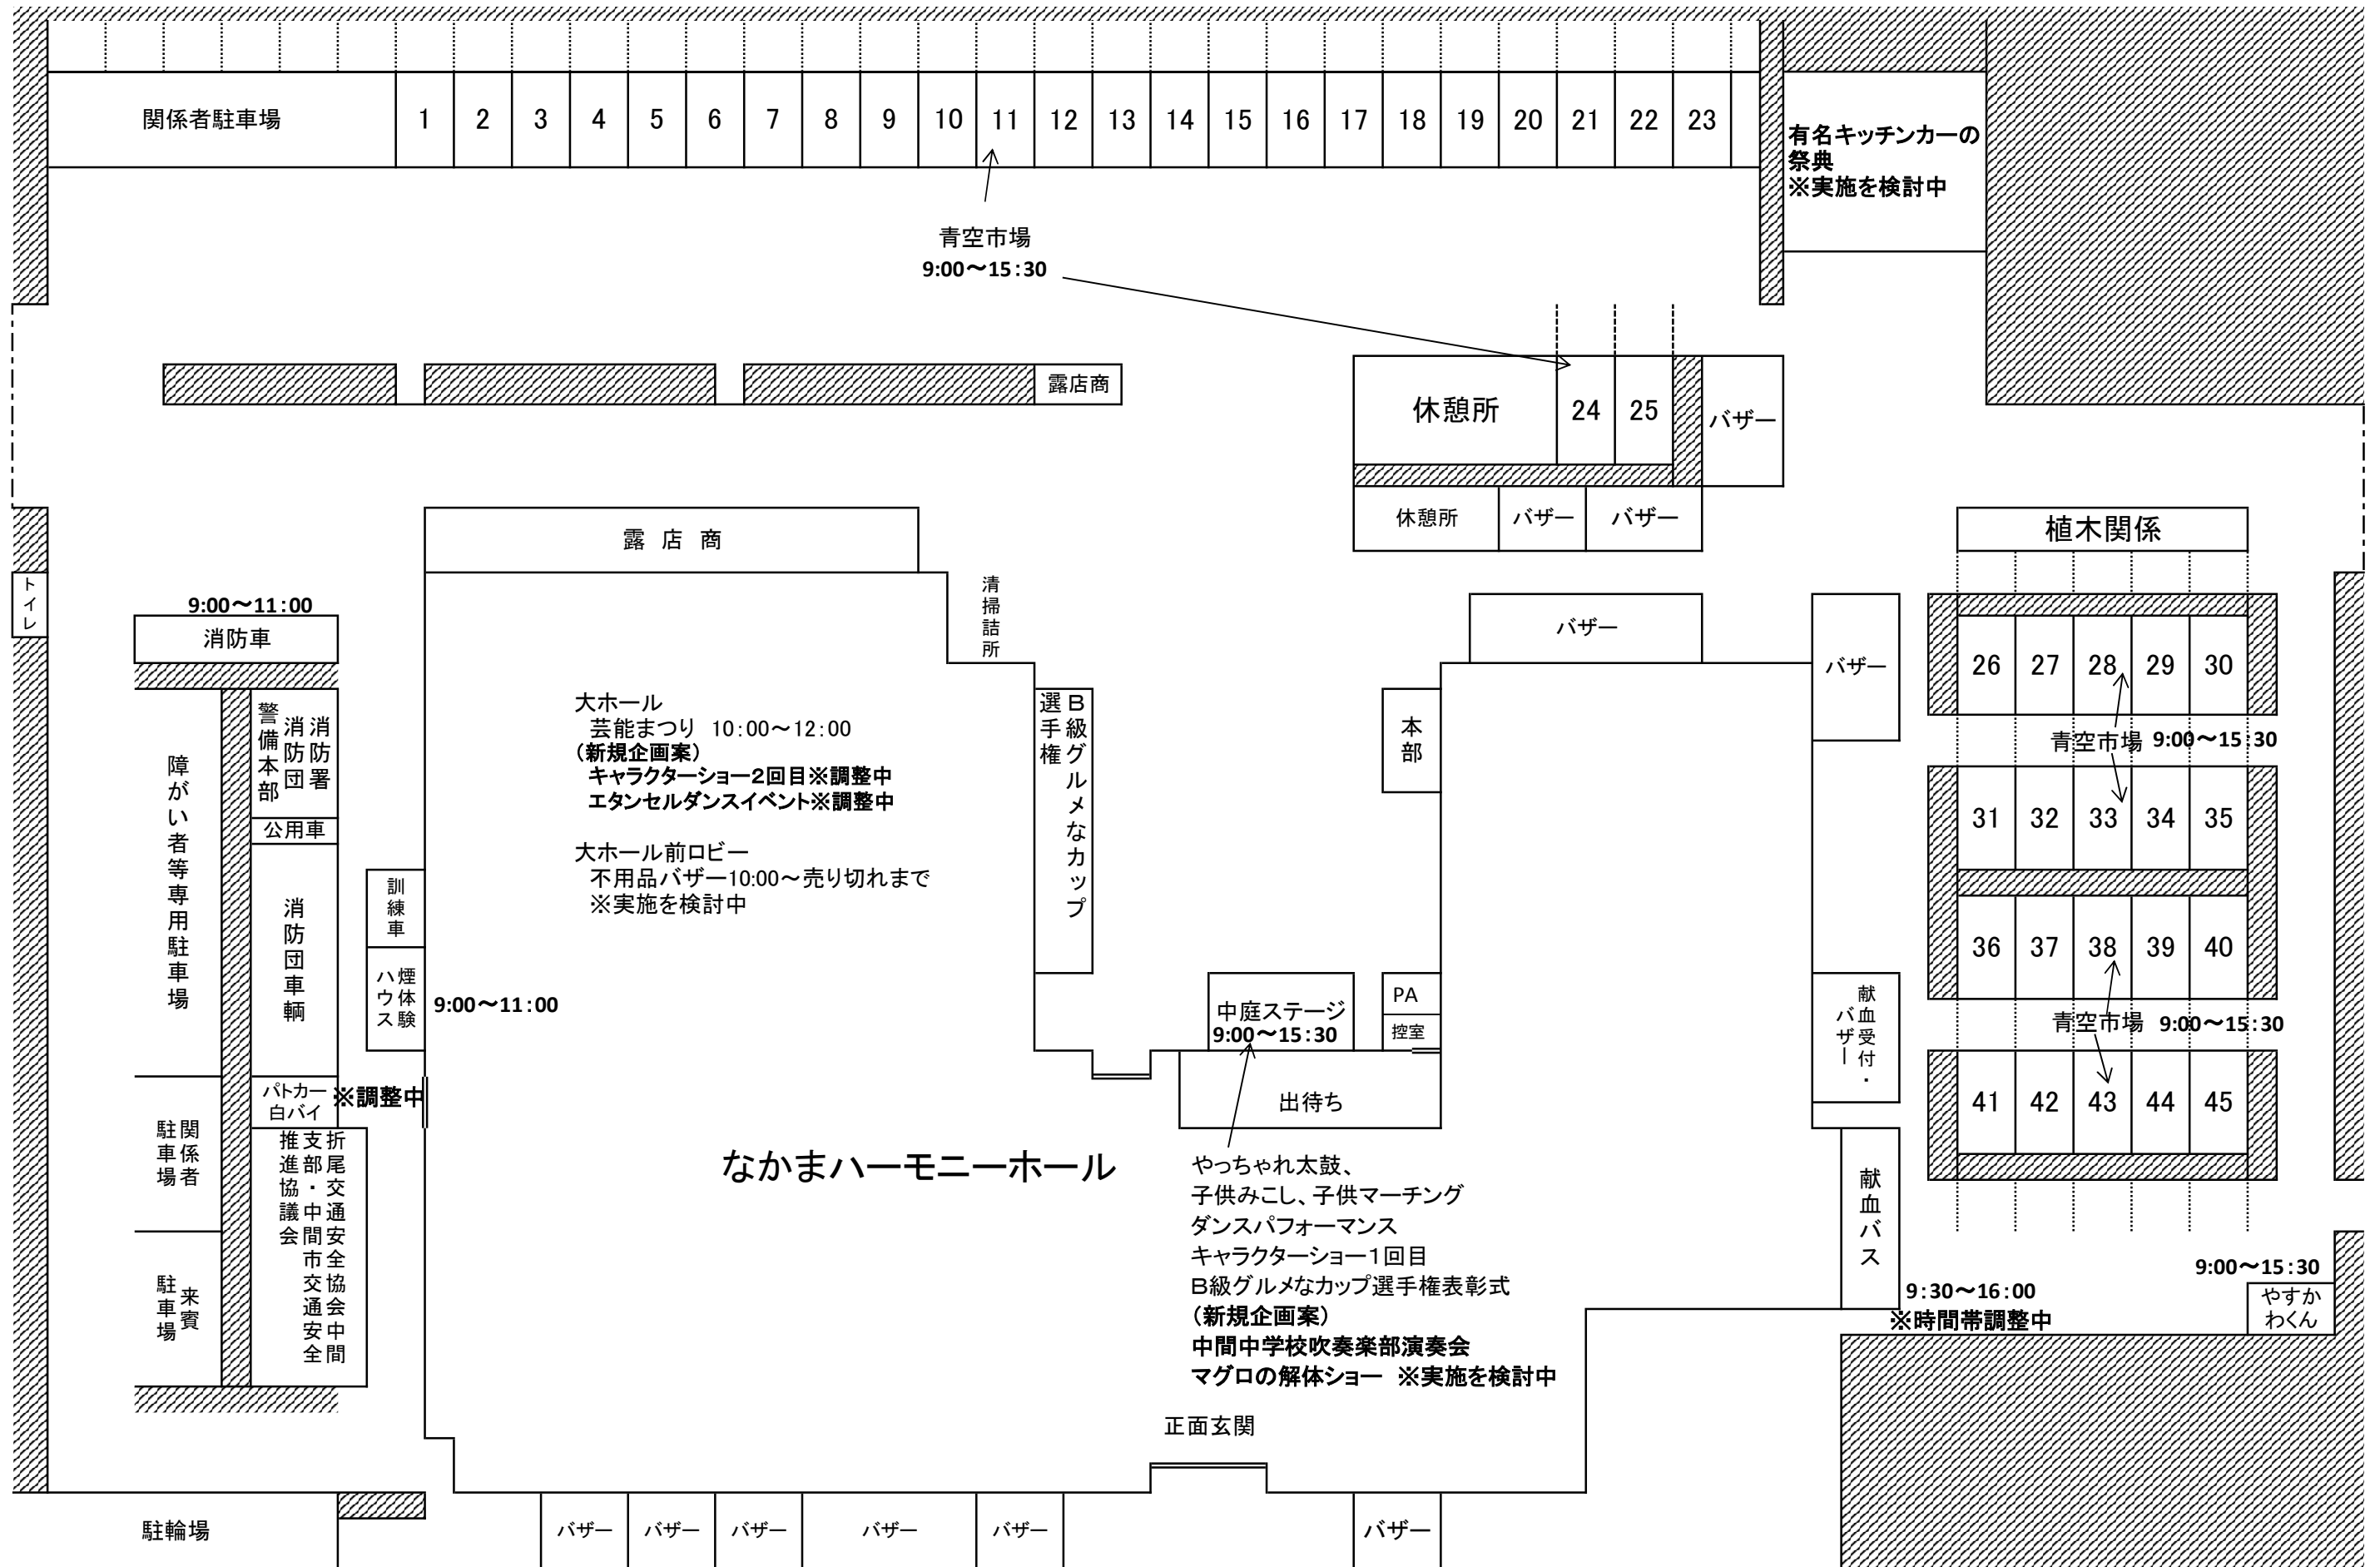 関係者駐車場
1 2 3 4 5 6 7 8 9 10 11 12 13 14 15 16 17 18 19 20 21 22 23
有名キッチンカーの
祭典
※実施を検討中
青空市場
9:00～15:30
露店商
休憩所
24 25
バザー
休憩所
バザー
バザー
植木関係
露 店 商
清掃詰所
トイレ
9:00～11:00
消防車
バザー
バザー
26 27 28 29 30
青空市場 9:00～15:30
31 32 33 34 35
36 37 38 39 40
青空市場 9:00～15:30
41 42 43 44 45
障がい者等専用駐車場
消防署
消防団
警備本部
公用車
消防団車輌
訓練車
煙体験
ハウス
9:00～11:00
パトカー
白バイ
※調整中
関係者
駐車場
来賓
駐車場
折尾交通安全協会中間
支部・中間市交通安全
推進協議会
大ホール
芸能まつり 10:00～12:00
(新規企画案)
キャラクターショー2回目※調整中
エタンセルダンスイベント※調整中
大ホール前ロビー
不用品バザー10:00～売り切れまで
※実施を検討中
B級グルメなカップ
選手権
本部
中庭ステージ
9:00～15:30
PA
控室
出待ち
なかまハーモニーホール
やっちゃれ太鼓、
子供みこし、子供マーチング
ダンスパフォーマンス
キャラクターショー1回目
B級グルメなカップ選手権表彰式
(新規企画案)
中間中学校吹奏楽部演奏会
マグロの解体ショー ※実施を検討中
正面玄関
献血受付・
バザー
献血バス
9:30～16:00
※時間帯調整中
9:00～15:30
やすか
わくん
駐輪場
バザー
バザー
バザー
バザー
バザー
バザー